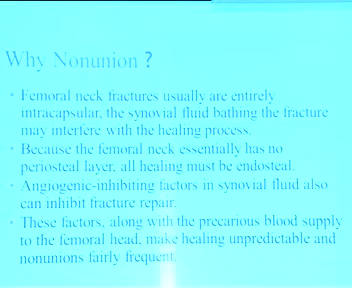 Why Nonunion ?
• Femoral neck fractures usually are entirely
intracapsular, the synovial fluid bathing the fracture
may interfere with the healing process.
• Because the femoral neck essentially has no
periosteal layer, all healing must be endosteal.
• Angiogenic-inhibiting factors in synovial fluid also
can inhibit fracture repair.
• These factors, along with the precarious blood supply
to the femoral head, make healing unpredictable and
nonunions fairly frequent.